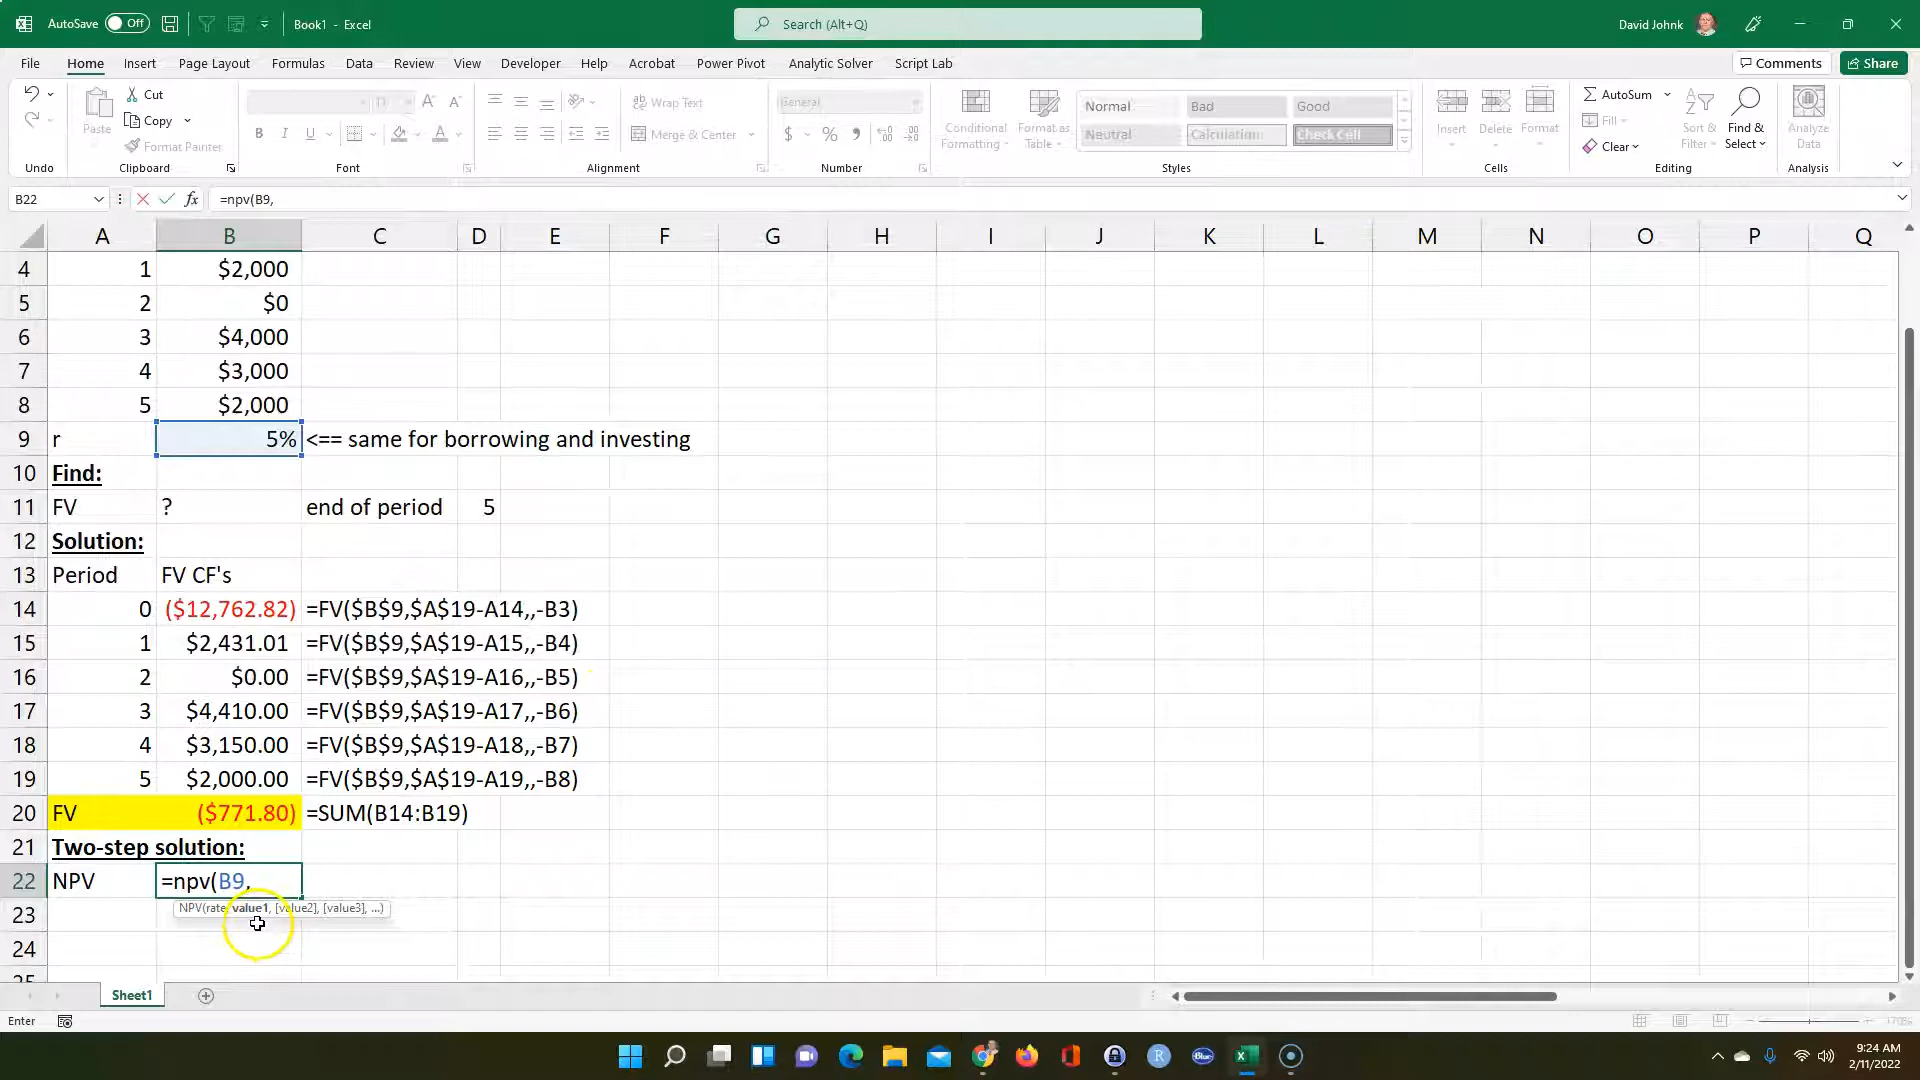 AutoSave Off Book1 - Excel Search (Alt+Q) David Johnk
File Home Insert Page Layout Formulas Data Review View Developer Help Acrobat Power Pivot Analytic Solver Script Lab Comments Share
Cut
Copy
Format Painter
Paste
Wrap Text
Merge & Center
General
Conditional Formatting
Format as Table
Normal Bad Good
Neutral Calculation Check Cell
Insert Delete Format
AutoSum
Fill
Clear
Sort & Filter
Find & Select
Analyze Data
Undo Clipboard Font Alignment Number Styles Cells Editing Analysis
B22 fx =npv(B9,
A B C D E F G H I J K L M N O P Q
4 1 $2,000
5 2 $0
6 3 $4,000
7 4 $3,000
8 5 $2,000
9 r 5% <== same for borrowing and investing
10 Find:
11 FV ? end of period 5
12 Solution:
13 Period FV CF's
14 0 ($12,762.82) =FV($B$9,$A$19-A14,,-B3)
15 1 $2,431.01 =FV($B$9,$A$19-A15,,-B4)
16 2 $0.00 =FV($B$9,$A$19-A16,,-B5)
17 3 $4,410.00 =FV($B$9,$A$19-A17,,-B6)
18 4 $3,150.00 =FV($B$9,$A$19-A18,,-B7)
19 5 $2,000.00 =FV($B$9,$A$19-A19,,-B8)
20 FV ($771.80) =SUM(B14:B19)
21 Two-step solution:
22 NPV =npv(B9,
NPV(rate, value1, [value2], [value3], ...)
23
24
25
Sheet1
Enter
9:24 AM
2/11/2022